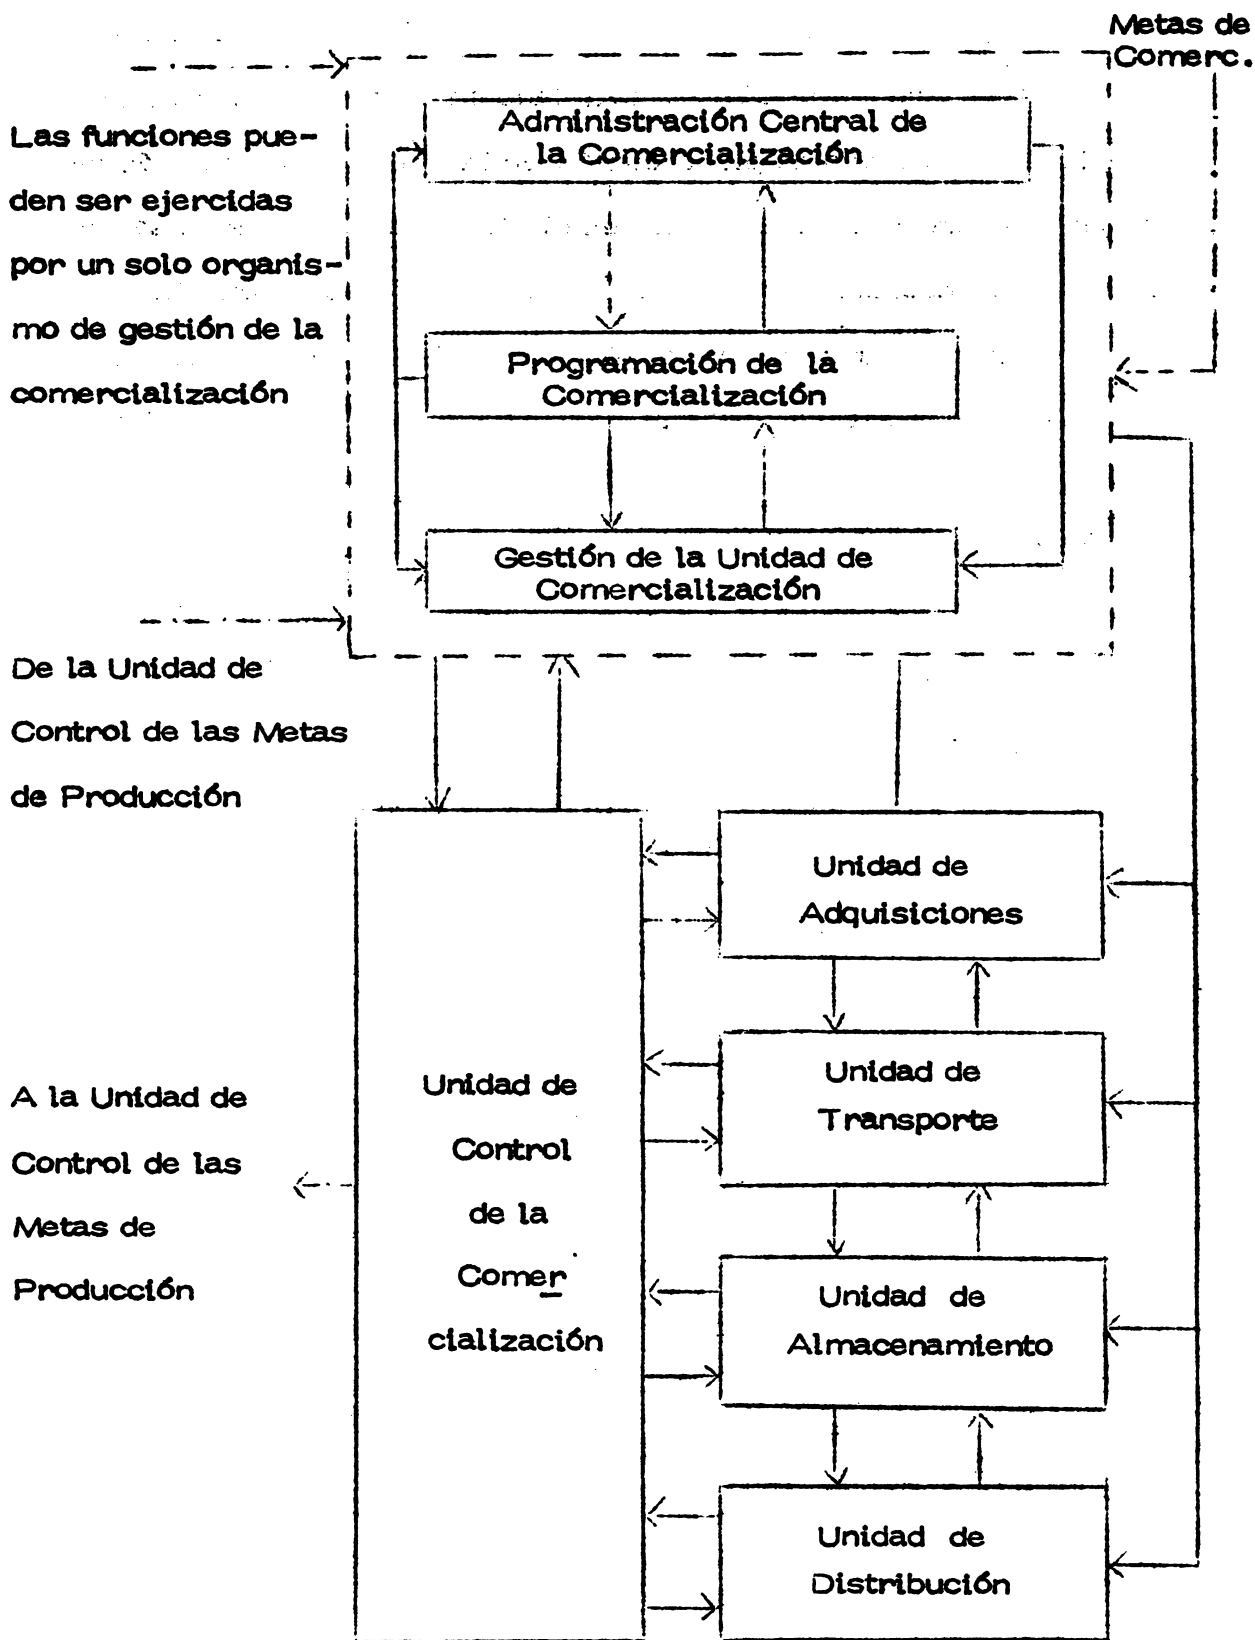 Metas de
Comerc.
Administración Central de
la Comercialización
Las funciones pue-
den ser ejercidas
por un solo organis-
mo de gestión de la
comercialización
Programación de la
Comercialización
Gestión de la Unidad de
Comercialización
De la Unidad de
Control de las Metas
de Producción
Unidad de
Adquisiciones
A la Unidad de
Control de las
Metas de
Producción
Unidad de
Control
de la
Comer
cialización
Unidad de
Transporte
Unidad de
Almacenamiento
Unidad de
Distribución